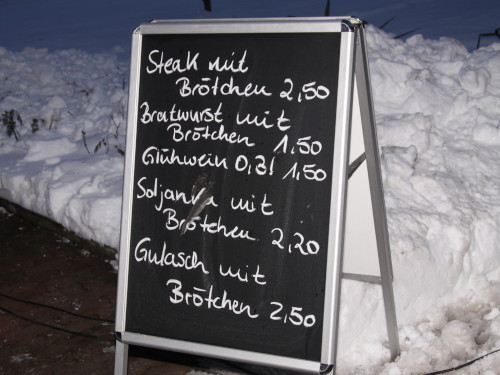 Steak mit
Brötchen 2,50
Bratwurst mit
Brötchen 1,50
Glühwein 0,3l 1,50
Soljanka mit
Brötchen 2,20
Gulasch mit
Brötchen 2,50